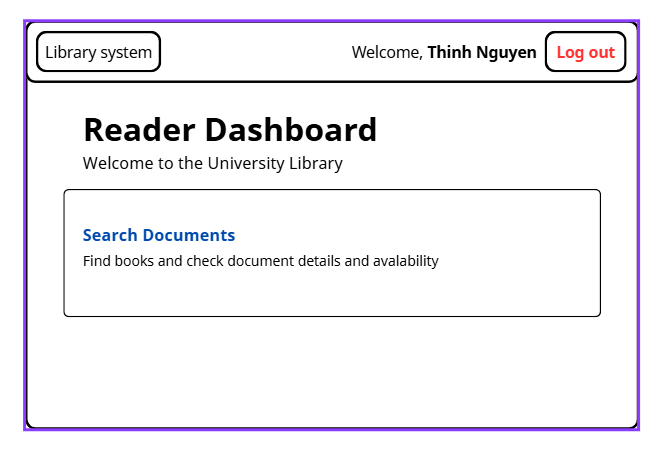 Library system
Welcome, Thinh Nguyen
Log out
Reader Dashboard
Welcome to the University Library
Search Documents
Find books and check document details and avalability